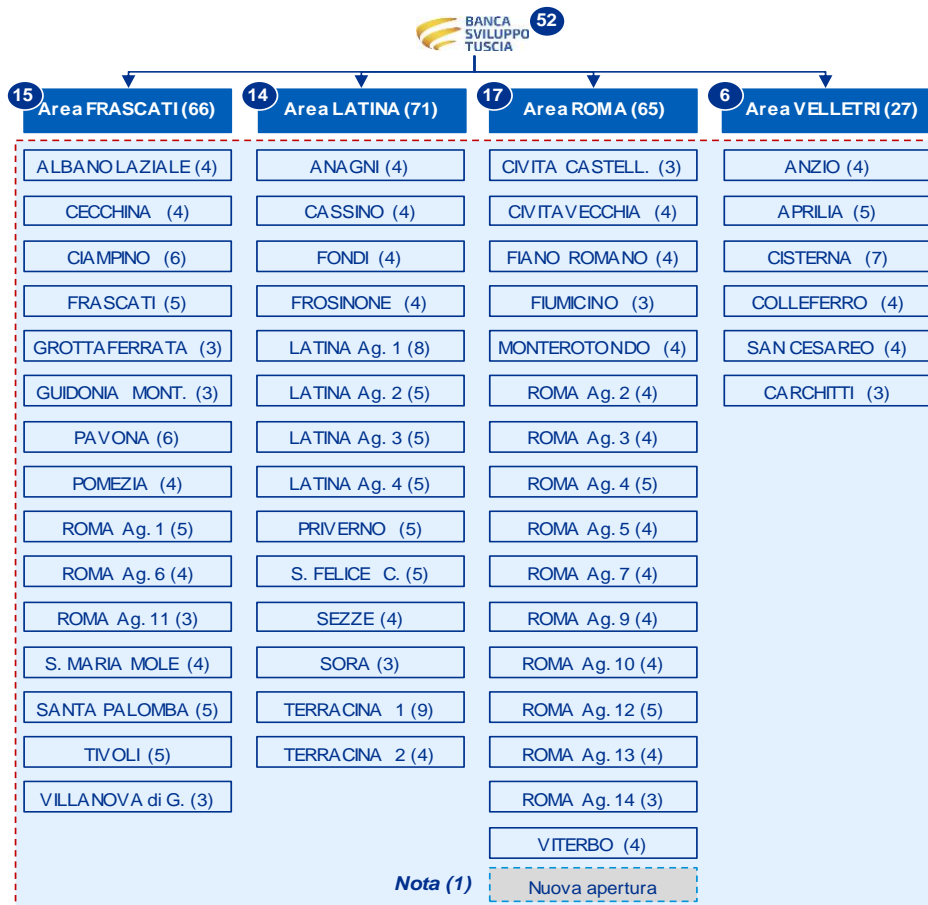 BANCA
SVILUPPO
TUSCIA
52
15
Area FRASCATI (66)
ALBANO LAZIALE (4)
CECCHINA (4)
CIAMPINO (6)
FRASCATI (5)
GROTTAFERRATA (3)
GUIDONIA MONT. (3)
PAVONA (6)
POMEZIA (4)
ROMA Ag. 1 (5)
ROMA Ag. 6 (4)
ROMA Ag. 11 (3)
S. MARIA MOLE (4)
SANTA PALOMBA (5)
TIVOLI (5)
VILLANOVA di G. (3)
14
Area LATINA (71)
ANAGNI (4)
CASSINO (4)
FONDI (4)
FROSINONE (4)
LATINA Ag. 1 (8)
LATINA Ag. 2 (5)
LATINA Ag. 3 (5)
LATINA Ag. 4 (5)
PRIVERNO (5)
S. FELICE C. (5)
SEZZE (4)
SORA (3)
TERRACINA 1 (9)
TERRACINA 2 (4)
17
Area ROMA (65)
CIVITA CASTELL. (3)
CIVITAVECCHIA (4)
FIANO ROMANO (4)
FIUMICINO (3)
MONTEROTONDO (4)
ROMA Ag. 2 (4)
ROMA Ag. 3 (4)
ROMA Ag. 4 (5)
ROMA Ag. 5 (4)
ROMA Ag. 7 (4)
ROMA Ag. 9 (4)
ROMA Ag. 10 (4)
ROMA Ag. 12 (5)
ROMA Ag. 13 (4)
ROMA Ag. 14 (3)
VITERBO (4)
Nota (1)
Nuova apertura
6
Area VELLETRI (27)
ANZIO (4)
APRILIA (5)
CISTERNA (7)
COLLEFERRO (4)
SAN CESAREO (4)
CARCHITTI (3)